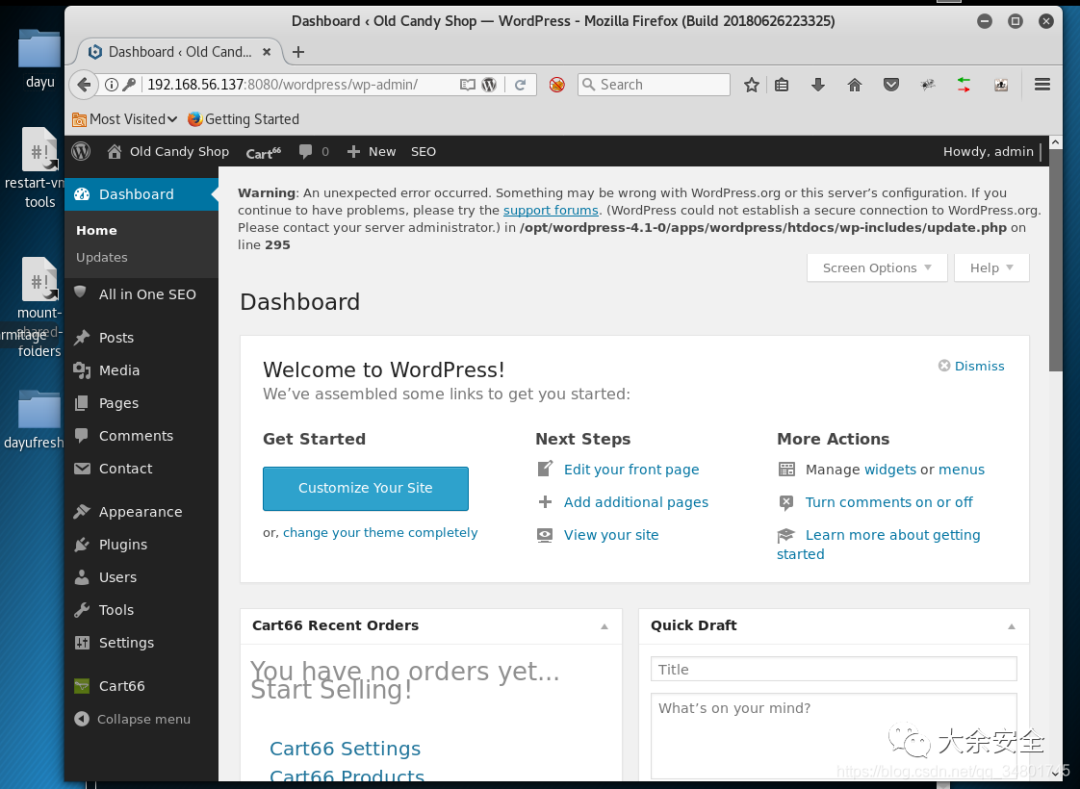 Dashboard ‹ Old Candy Shop — WordPress - Mozilla Firefox (Build 20180626223325)
Dashboard ‹ Old Cand...
192.168.56.137:8080/wordpress/wp-admin/
Search
Most Visited
Getting Started
Old Candy Shop
Cart66
0
New
SEO
Howdy, admin
dayu
restart-vm
tools
mount-
shared-
rmitage
folders
dayufresh
Dashboard
Home
Updates
All in One SEO
Posts
Media
Pages
Comments
Contact
Appearance
Plugins
Users
Tools
Settings
Cart66
Collapse menu
Warning: An unexpected error occurred. Something may be wrong with WordPress.org or this server's configuration. If you
continue to have problems, please try the support forums. (WordPress could not establish a secure connection to WordPress.org.
Please contact your server administrator.) in /opt/wordpress-4.1-0/apps/wordpress/htdocs/wp-includes/update.php on
line 295
Screen Options
Help
Dashboard
Welcome to WordPress!
Dismiss
We've assembled some links to get you started:
Get Started
Customize Your Site
or, change your theme completely
Next Steps
Edit your front page
Add additional pages
View your site
More Actions
Manage widgets or menus
Turn comments on or off
Learn more about getting
started
Cart66 Recent Orders
You have no orders yet...
Start Selling!
Cart66 Settings
Cart66 Products
Quick Draft
Title
What's on your mind?
大余安全